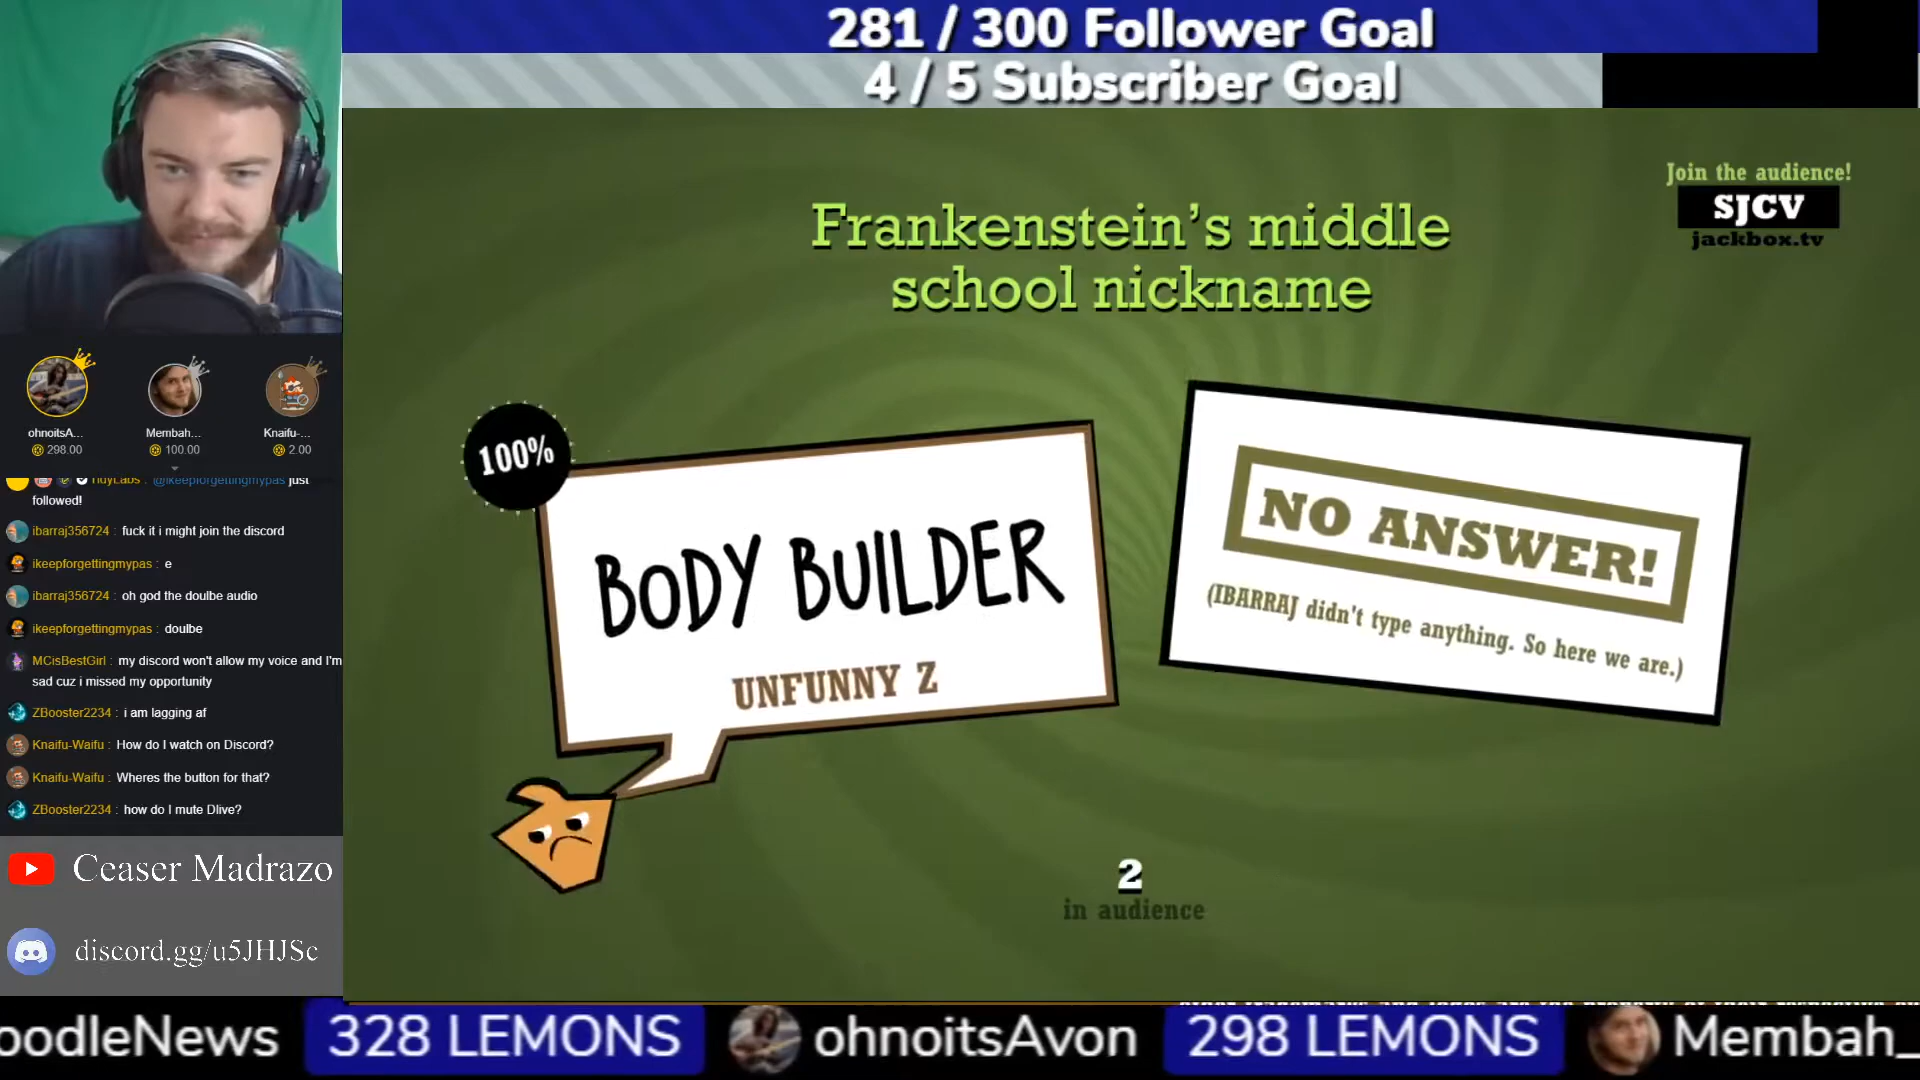 281 / 300 Follower Goal
4 / 5 Subscriber Goal
Join the audience!
SJCV
jackbox.tv
Frankenstein's middle
school nickname
100%
BODY BUILDER
UNFUNNY Z
NO ANSWER!
(IBARRAJ didn't type anything. So here we are.)
2
in audience
ohnoitsA... Membah... Knaifu-...
298.00 100.00 2.00
@ikeepforgettingmypas just
followed!
ibarraj356724 : fuck it i might join the discord
ikeepforgettingmypas : e
ibarraj356724 : oh god the doulbe audio
ikeepforgettingmypas : doulbe
MCisBestGirl : my discord won't allow my voice and I'm
sad cuz i missed my opportunity
ZBooster2234 : i am lagging af
Knaifu-Waifu : How do I watch on Discord?
Knaifu-Waifu : Wheres the button for that?
ZBooster2234 : how do I mute Dlive?
Ceaser Madrazo
discord.gg/u5JHJSc
oodleNews 328 LEMONS ohnoitsAvon 298 LEMONS Membah_